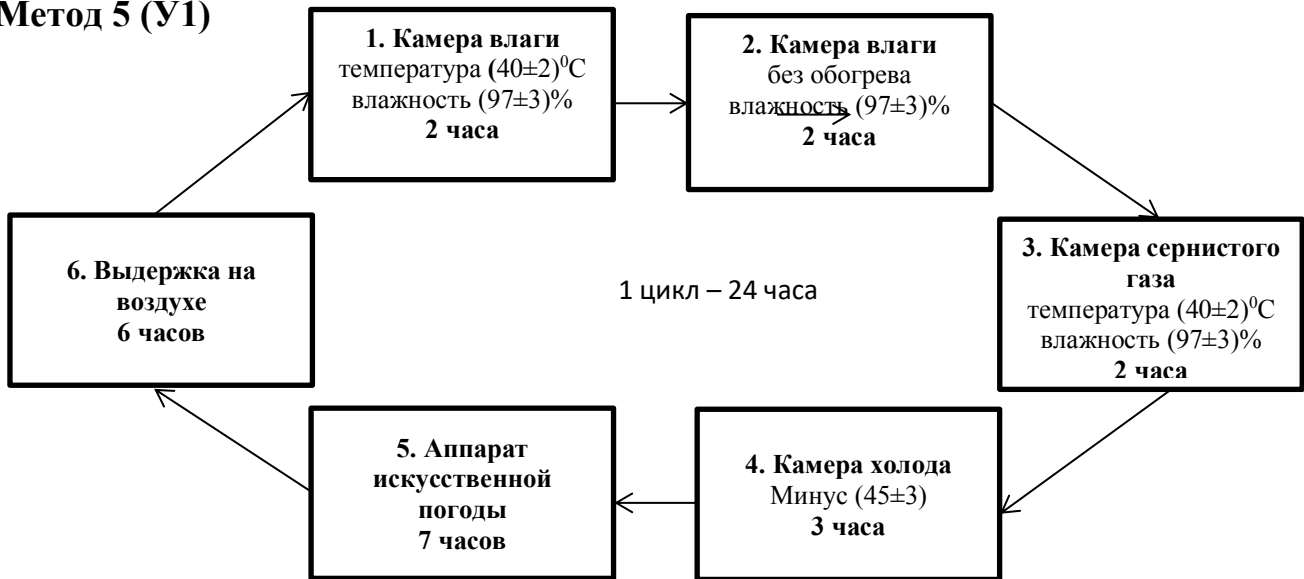 Метод 5 (У1)
1. Камера влаги
температура (40±2)⁰С
влажность (97±3)%
2 часа
2. Камера влаги
без обогрева
влажность (97±3)%
2 часа
3. Камера сернистого
газа
температура (40±2)⁰С
влажность (97±3)%
2 часа
4. Камера холода
Минус (45±3)
3 часа
5. Аппарат
искусственной
погоды
7 часов
6. Выдержка на
воздухе
6 часов
1 цикл – 24 часа